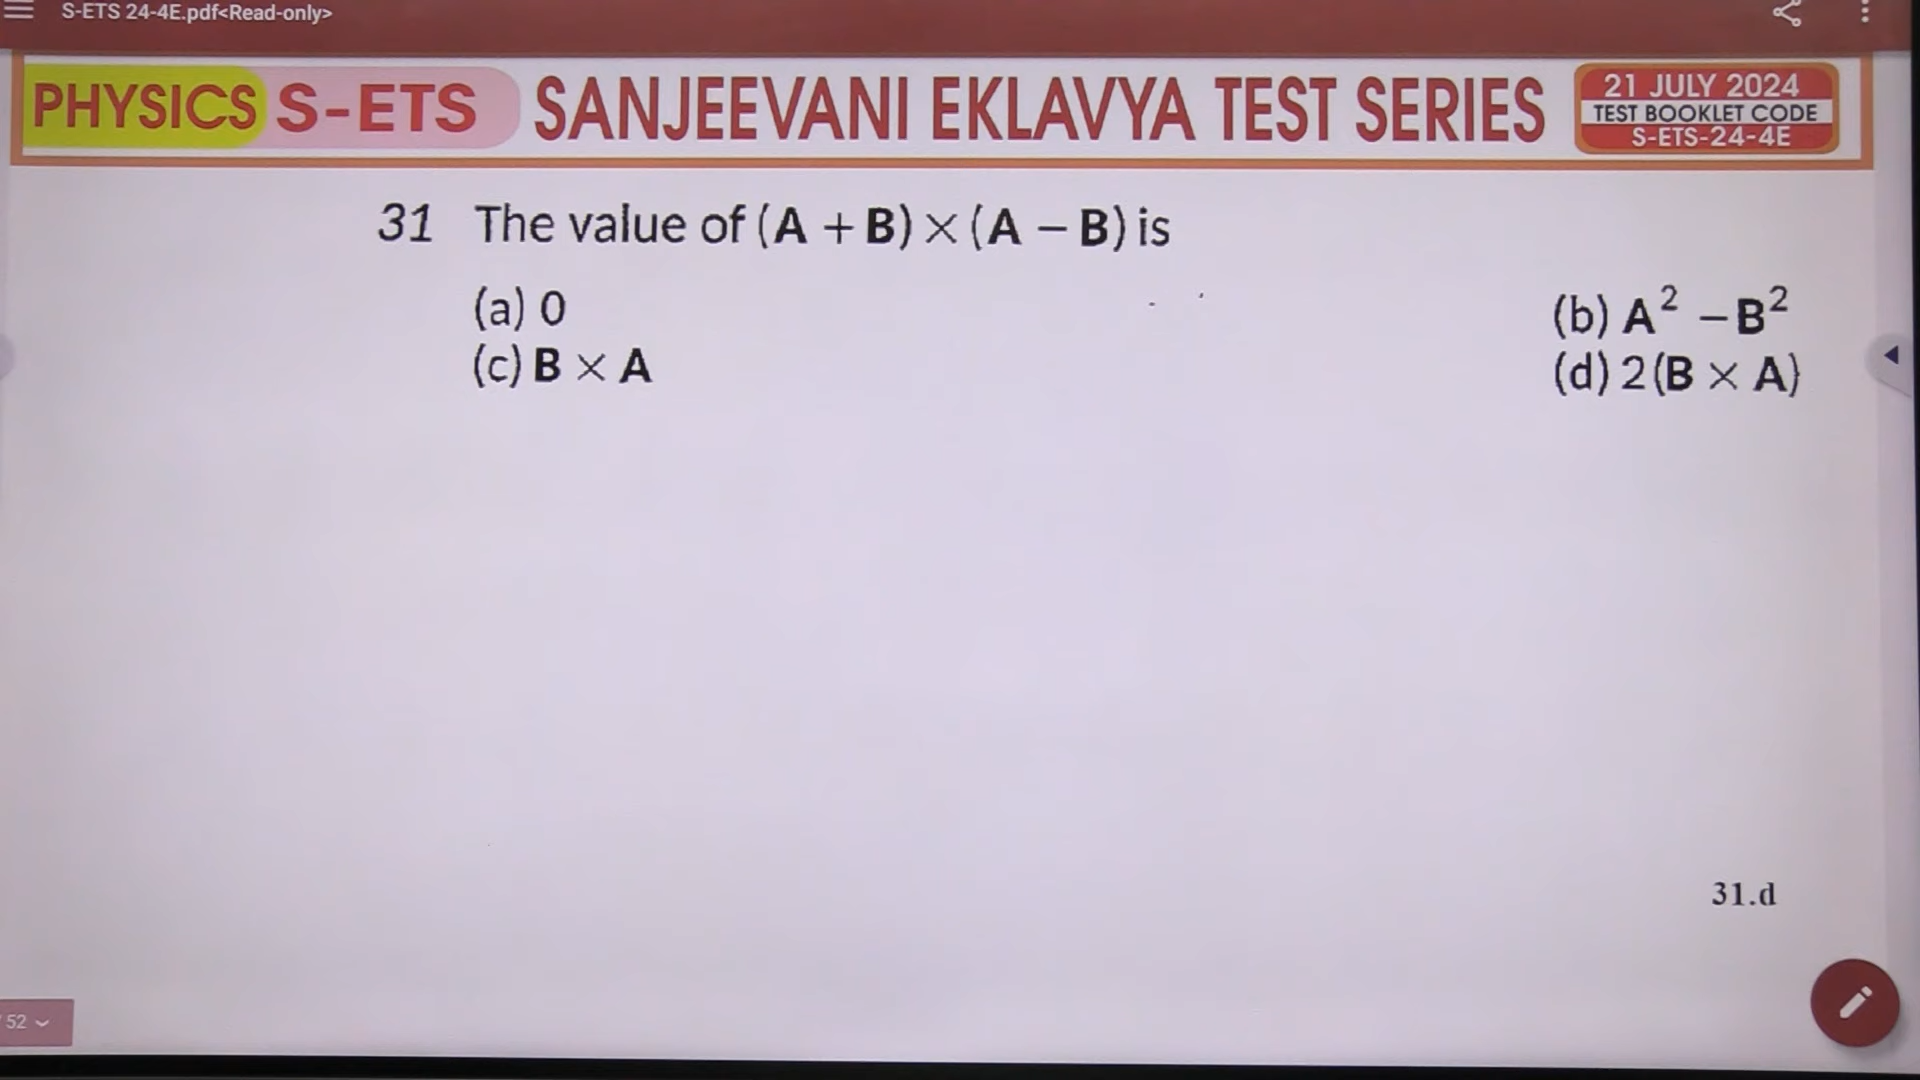 S-ETS 24-4E.pdf<Read-only>
PHYSICS S-ETS SANJEEVANI EKLAVYA TEST SERIES
21 JULY 2024
TEST BOOKLET CODE
S-ETS-24-4E
31 The value of (A + B) × (A − B) is
(a) 0
(b) A² − B²
(c) B × A
(d) 2(B × A)
31.d
52